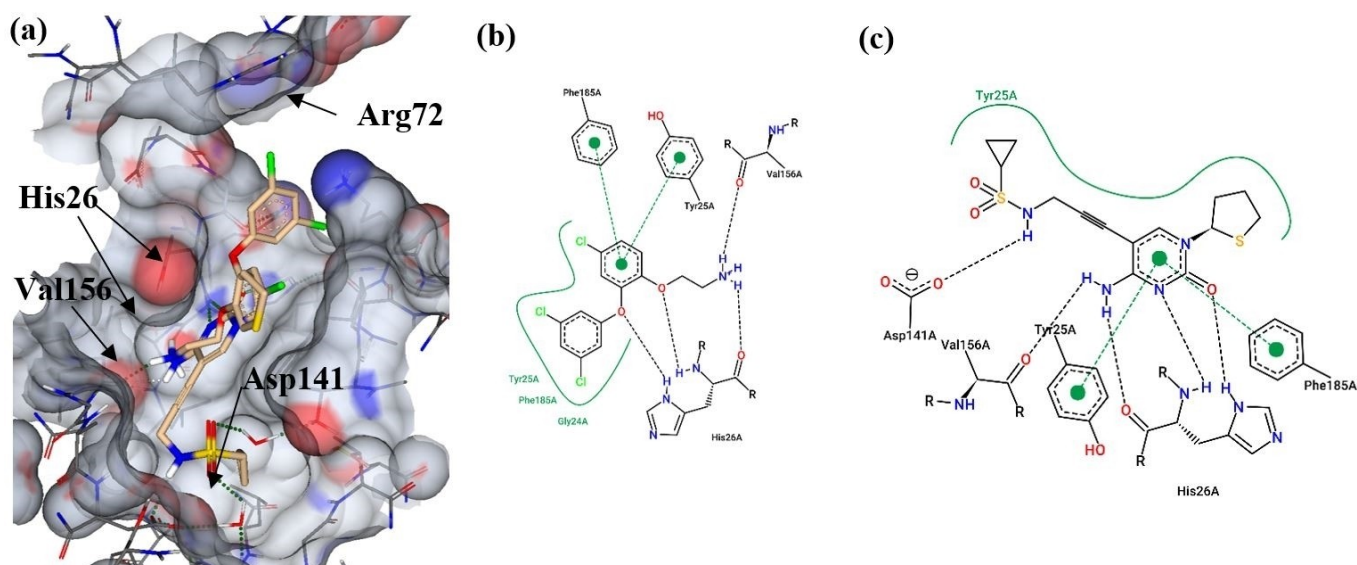 (a)
Arg72
His26
Val156
Asp141
(b)
Phe185A
HO
Tyr25A
R
NH
R
O
Val156A
Cl
Cl
Cl
O
O
H
N
H
H
R
N
H
H
N
N
O
R
Tyr25A
Phe185A
Gly24A
His26A
(c)
Tyr25A
O
S
O
N
H
N
S
O
O
Asp141A
H
N
H
N
O
Val156A
O
R
NH
R
Tyr25A
HO
R
N
H
H
N
N
O
R
Phe185A
His26A